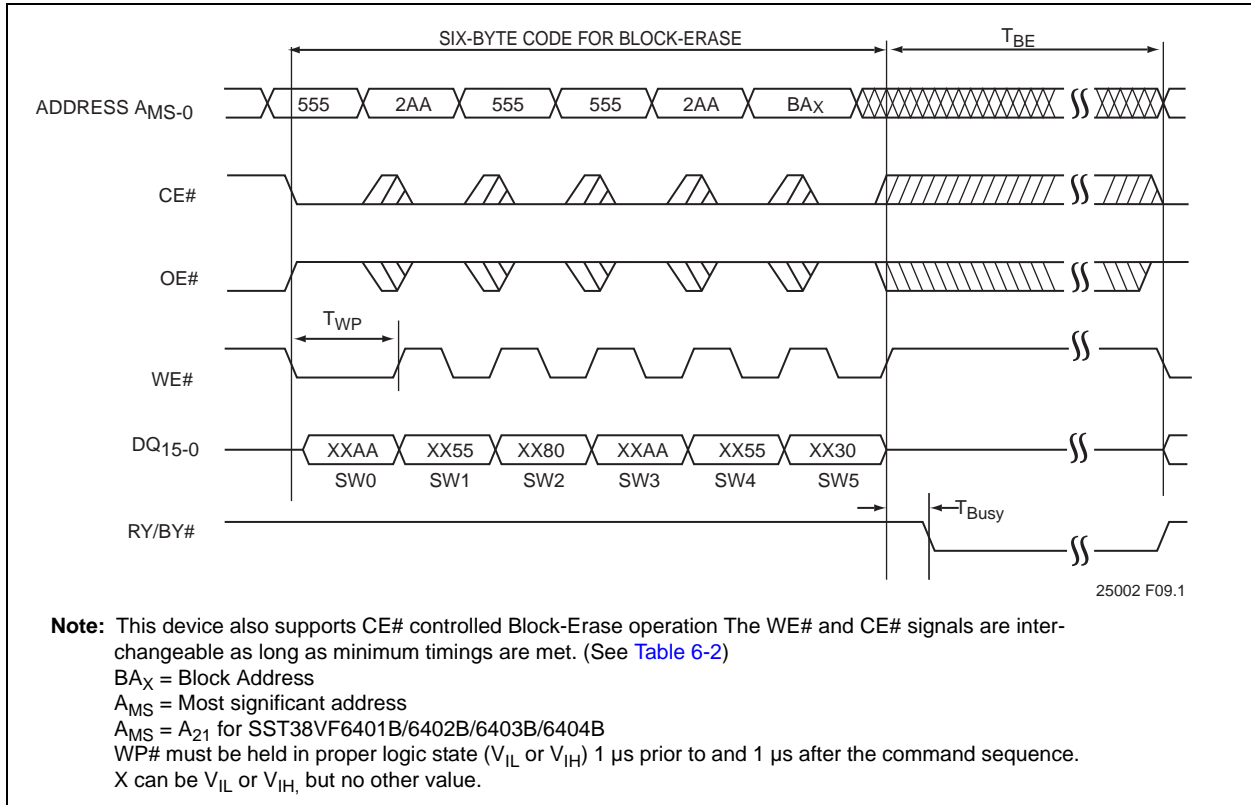 SIX-BYTE CODE FOR BLOCK-ERASE
TBE
ADDRESS AMS-0
555 2AA 555 555 2AA BAX
CE#
OE#
TWP
WE#
DQ15-0
XXAA XX55 XX80 XXAA XX55 XX30
SW0 SW1 SW2 SW3 SW4 SW5
TBusy
RY/BY#
25002 F09.1
Note: This device also supports CE# controlled Block-Erase operation The WE# and CE# signals are inter-
changeable as long as minimum timings are met. (See Table 6-2)
BAX = Block Address
AMS = Most significant address
AMS = A21 for SST38VF6401B/6402B/6403B/6404B
WP# must be held in proper logic state (VIL or VIH) 1 µs prior to and 1 µs after the command sequence.
X can be VIL or VIH, but no other value.